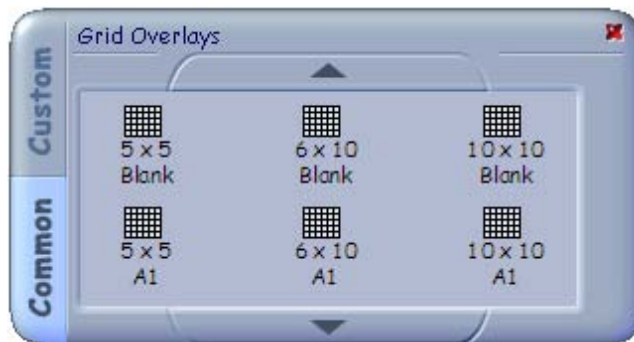 Grid Overlays
Custom
Common
5 x 5 6 x 10 10 x 10
Blank Blank Blank
5 x 5 6 x 10 10 x 10
A1 A1 A1